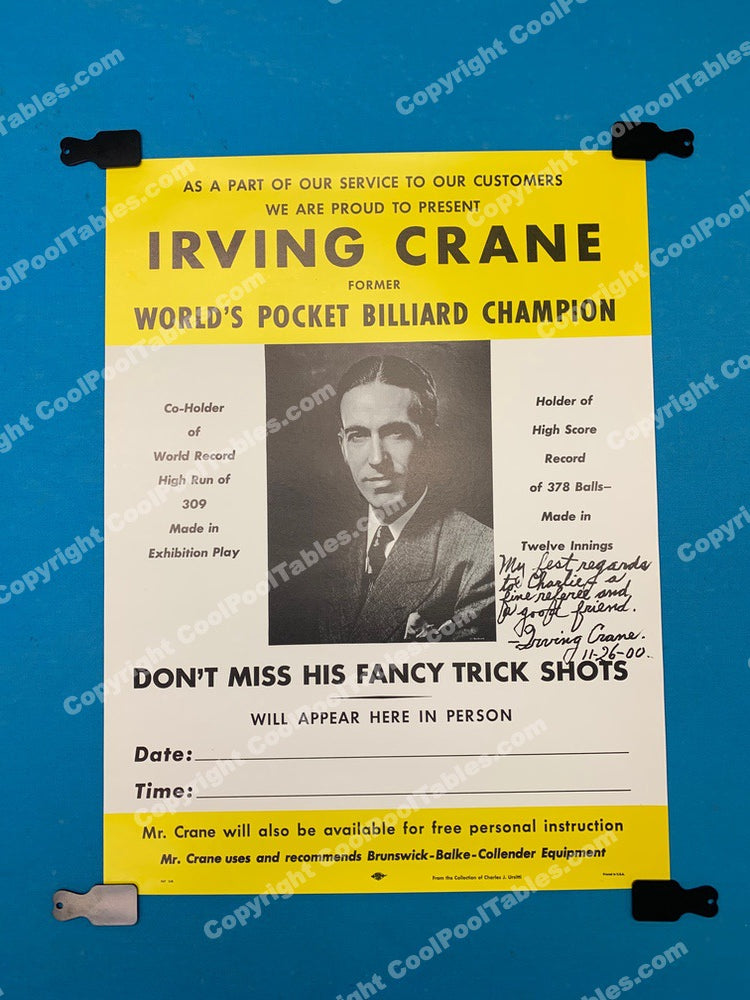 AS A PART OF OUR SERVICE TO OUR CUSTOMERS
WE ARE PROUD TO PRESENT
IRVING CRANE
FORMER
WORLD'S POCKET BILLIARD CHAMPION
Co-Holder
of
World Record
High Run of
309
Made in
Exhibition Play
Holder of
High Score
Record
of 378 Balls—
Made in
Twelve Innings
My best regards
to Charlie, a
fine referee and
a good friend.
- Irving Crane.
11-26-00.
DON'T MISS HIS FANCY TRICK SHOTS
WILL APPEAR HERE IN PERSON
Date:
Time:
Mr. Crane will also be available for free personal instruction
Mr. Crane uses and recommends Brunswick-Balke-Collender Equipment
From the Collection of Charles J. Ursitti
Printed in U.S.A.
Copyright CoolPoolTables.com